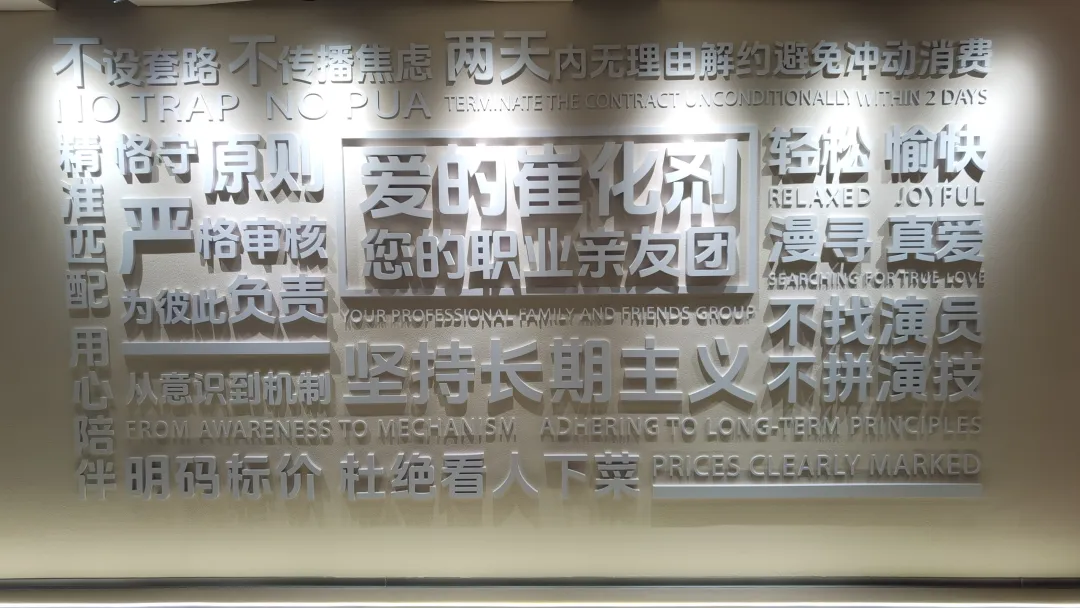 不设套路 不传播焦虑 两天内无理由解约避免冲动消费
NO TRAP NO PUA TERMINATE THE CONTRACT UNCONDITIONALLY WITHIN 2 DAYS
精准匹配 用心陪伴
恪守原则
严格审核
为彼此负责
爱的崔化剂
您的职业亲友团
YOUR PROFESSIONAL FAMILY AND FRIENDS GROUP
轻松 愉快
RELAXED JOYFUL
漫寻真爱
SEARCHING FOR TRUE LOVE
不找演员
不拼演技
从意识到机制 坚持长期主义
FROM AWARENESS TO MECHANISM ADHERING TO LONG-TERM PRINCIPLES
明码标价 杜绝看人下菜 PRICES CLEARLY MARKED